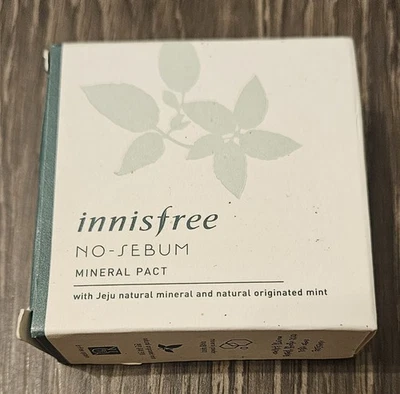 innisfree
NO-SEBUM
MINERAL PACT
with Jeju natural mineral and natural originated mint